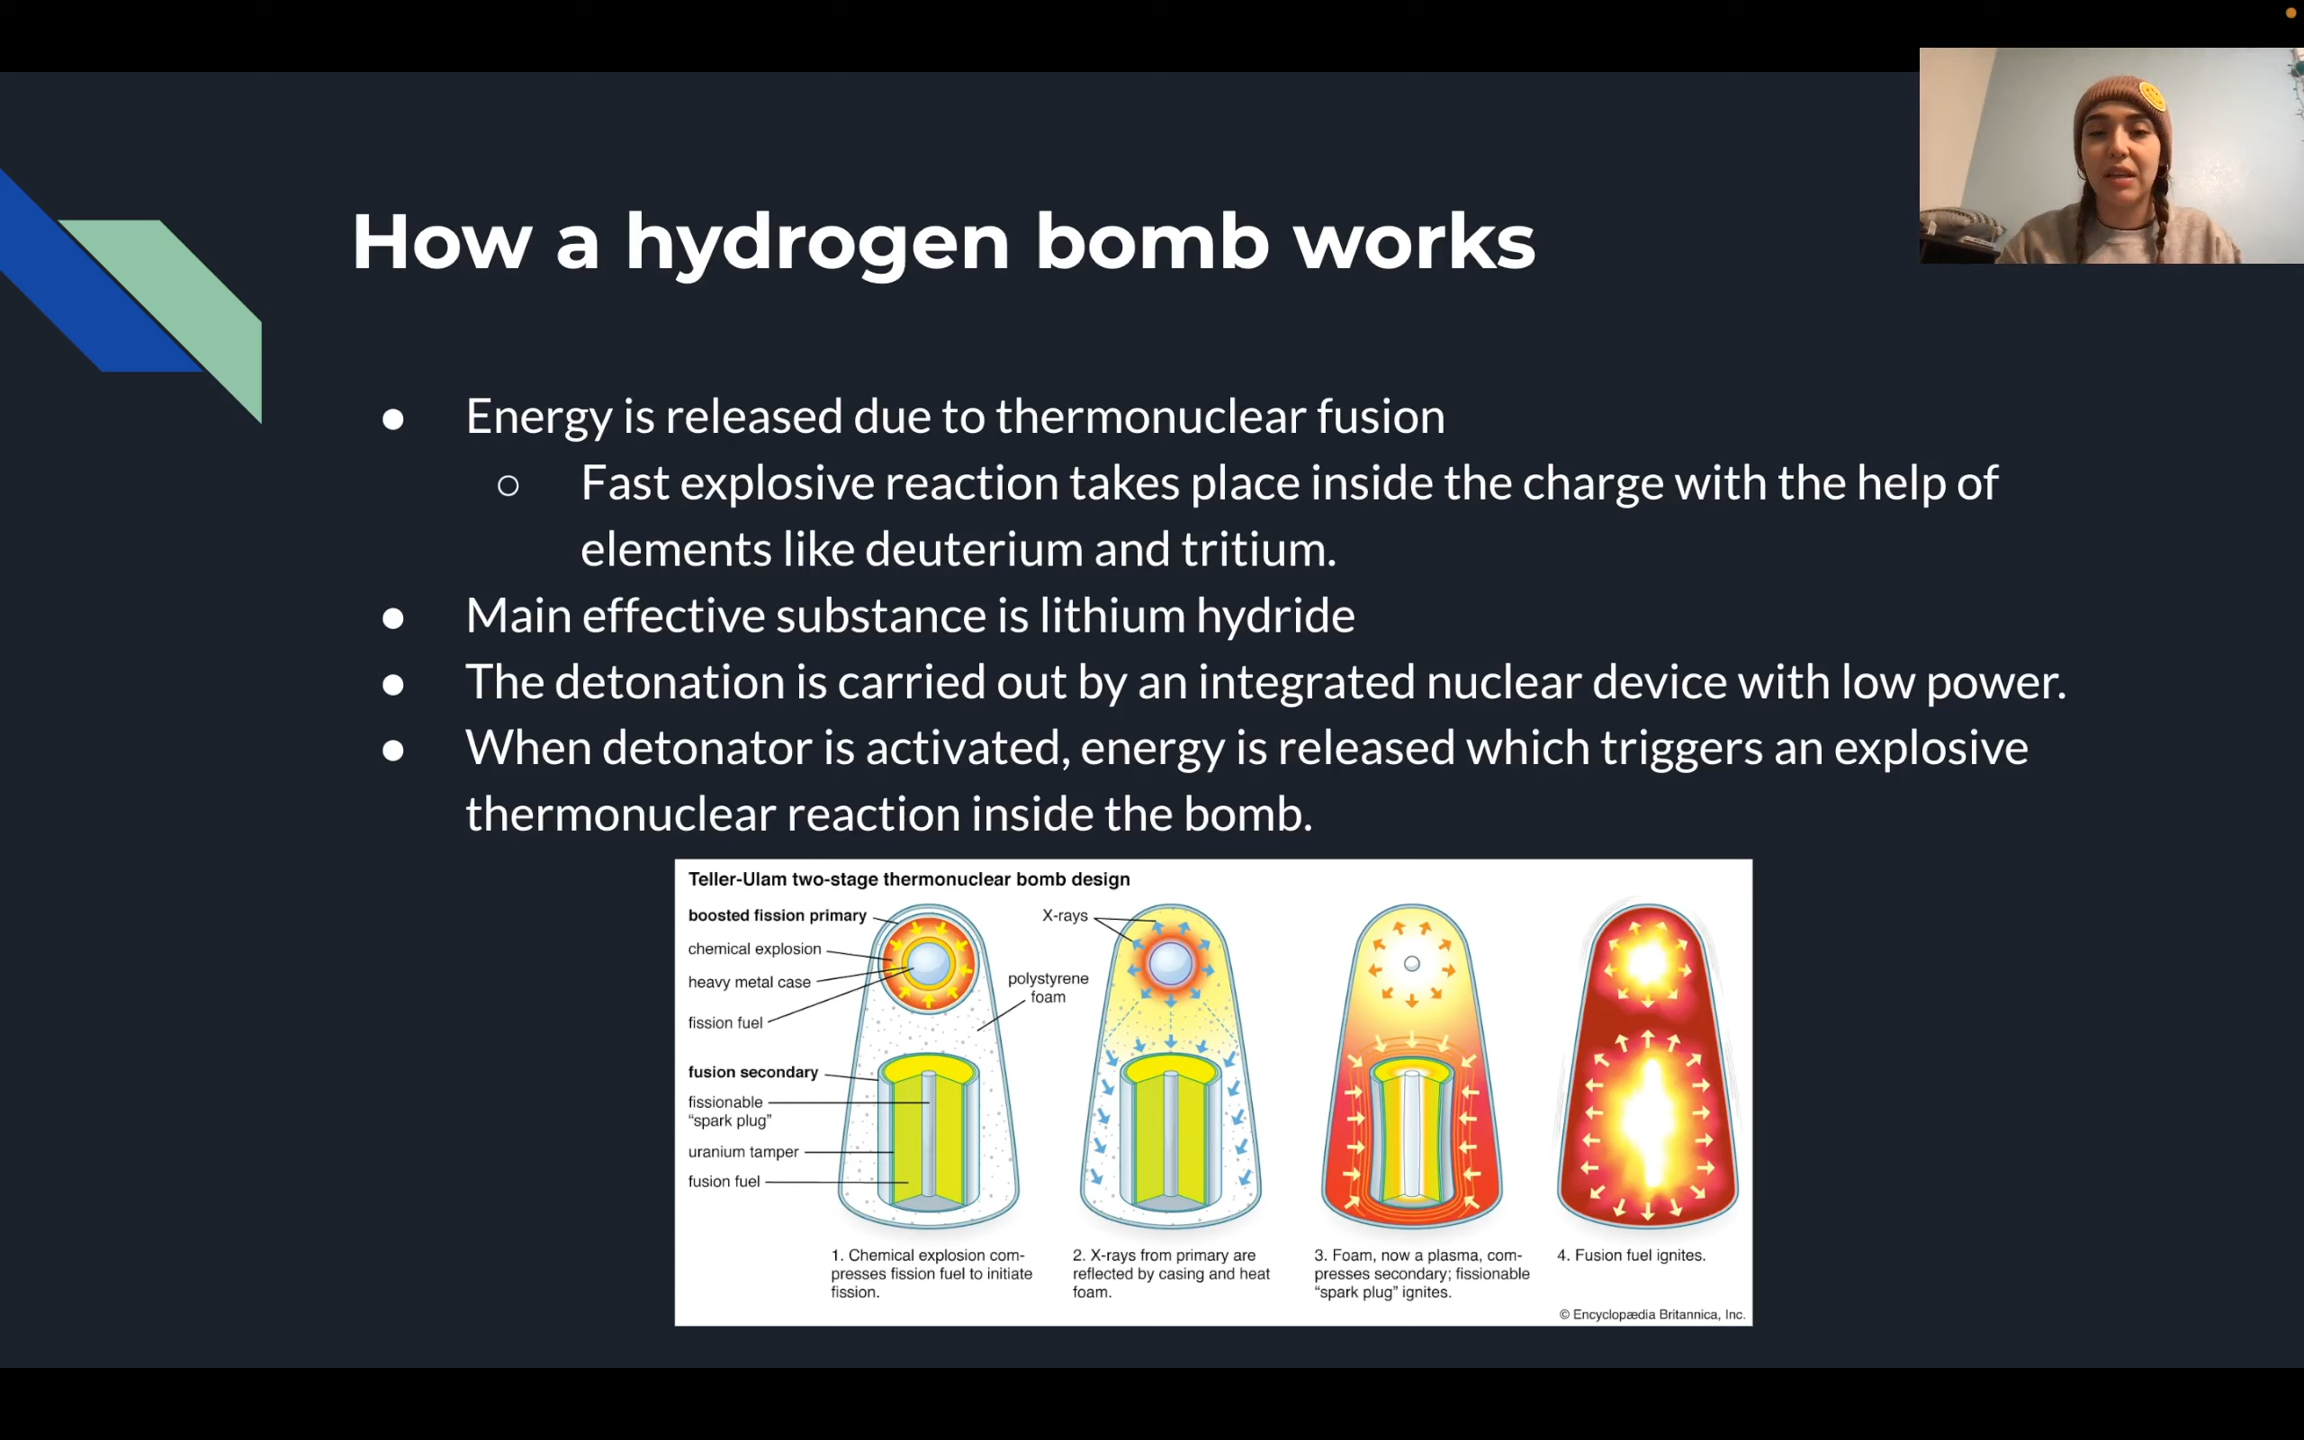 How a hydrogen bomb works
● Energy is released due to thermonuclear fusion
○ Fast explosive reaction takes place inside the charge with the help of
elements like deuterium and tritium.
● Main effective substance is lithium hydride
● The detonation is carried out by an integrated nuclear device with low power.
● When detonator is activated, energy is released which triggers an explosive
thermonuclear reaction inside the bomb.
Teller-Ulam two-stage thermonuclear bomb design
boosted fission primary
chemical explosion
heavy metal case
fission fuel
fusion secondary
fissionable
“spark plug”
uranium tamper
fusion fuel
X-rays
polystyrene
foam
1. Chemical explosion com-
presses fission fuel to initiate
fission.
2. X-rays from primary are
reflected by casing and heat
foam.
3. Foam, now a plasma, com-
presses secondary; fissionable
“spark plug” ignites.
4. Fusion fuel ignites.
© Encyclopædia Britannica, Inc.